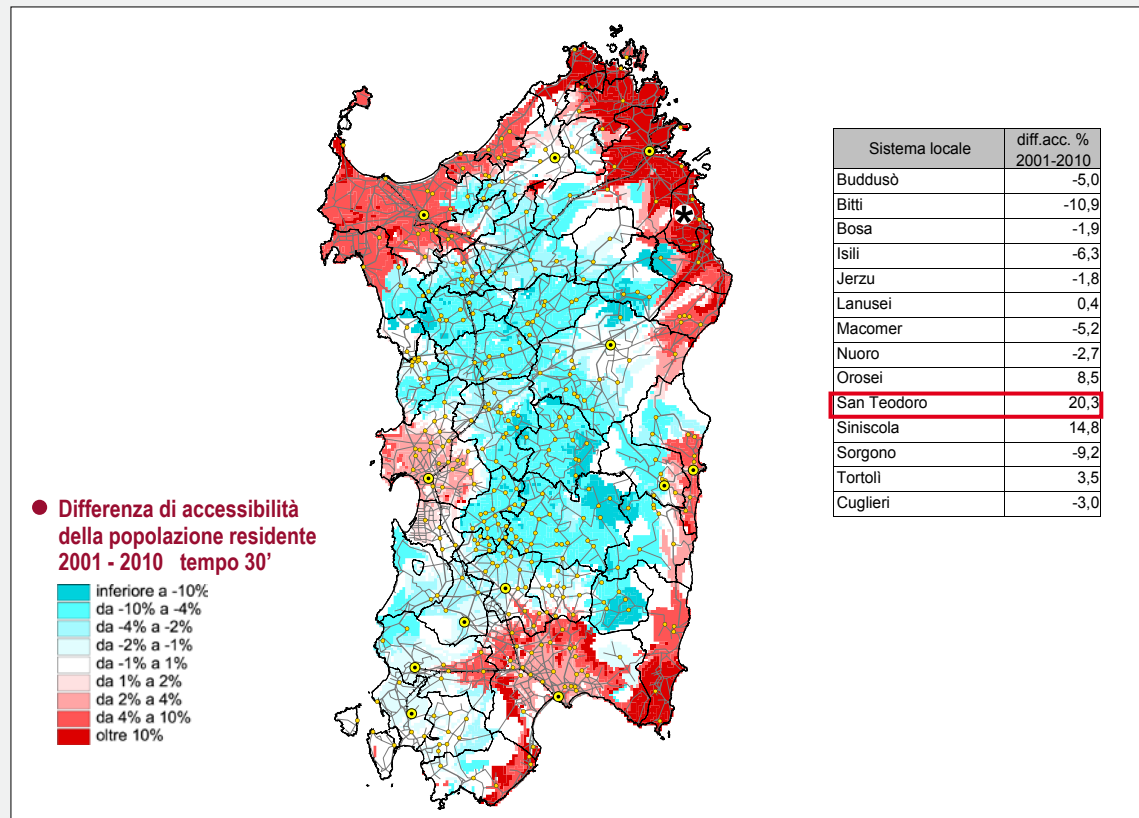 Differenza di accessibilità
della popolazione residente
2001 - 2010 tempo 30’
inferiore a -10%
da -10% a -4%
da -4% a -2%
da -2% a -1%
da -1% a 1%
da 1% a 2%
da 2% a 4%
da 4% a 10%
oltre 10%
Sistema locale diff.acc. %
2001-2010
Buddusò -5,0
Bitti -10,9
Bosa -1,9
Isili -6,3
Jerzu -1,8
Lanusei 0,4
Macomer -5,2
Nuoro -2,7
Orosei 8,5
San Teodoro 20,3
Siniscola 14,8
Sorgono -9,2
Tortolì 3,5
Cuglieri -3,0